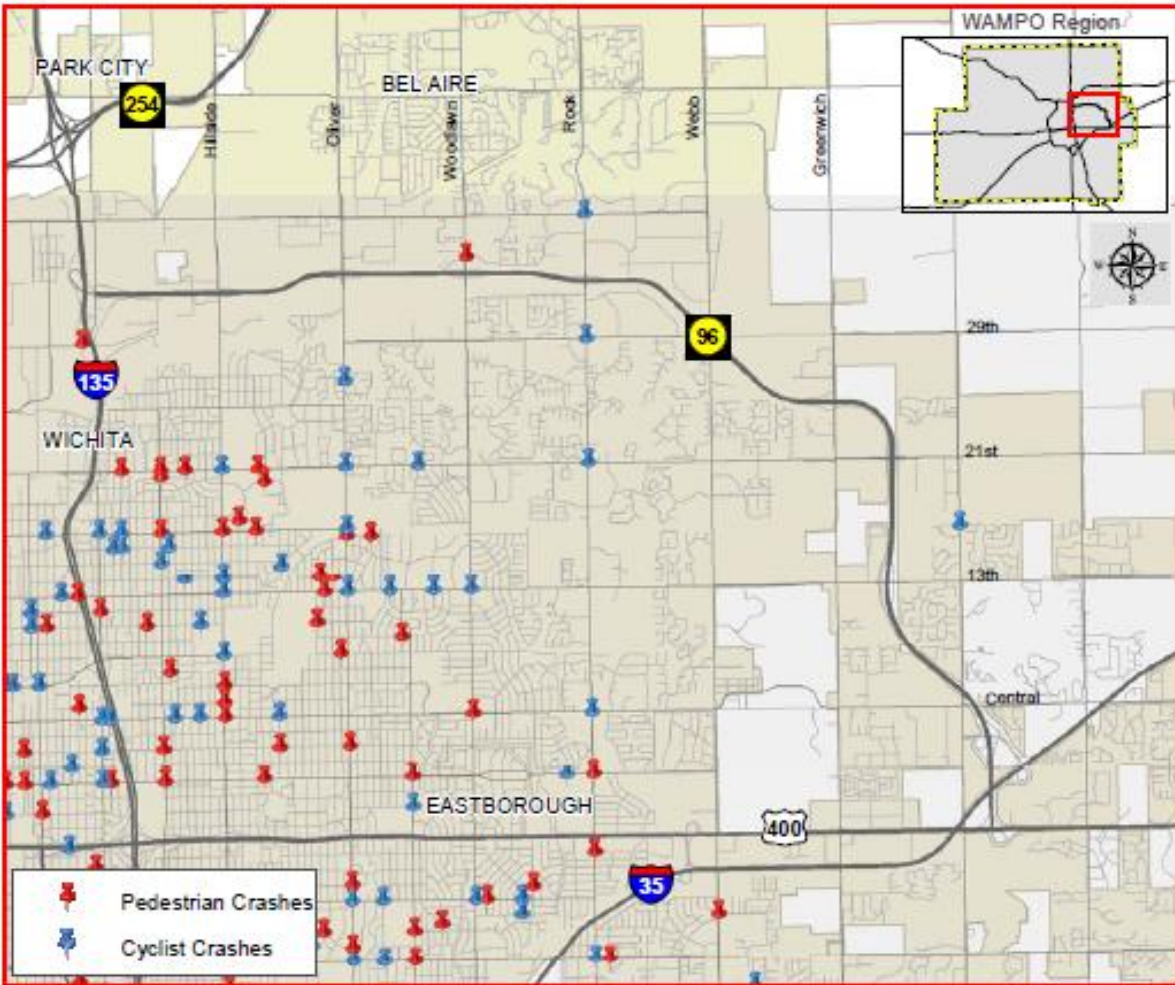 WAMPO Region
PARK CITY
BEL AIRE
254
Hillside
Oliver
Woodlawn
Rock
Webb
Greenwich
N
W
E
S
29th
96
135
WICHITA
21st
13th
Central
EASTBOROUGH
400
35
Pedestrian Crashes
Cyclist Crashes